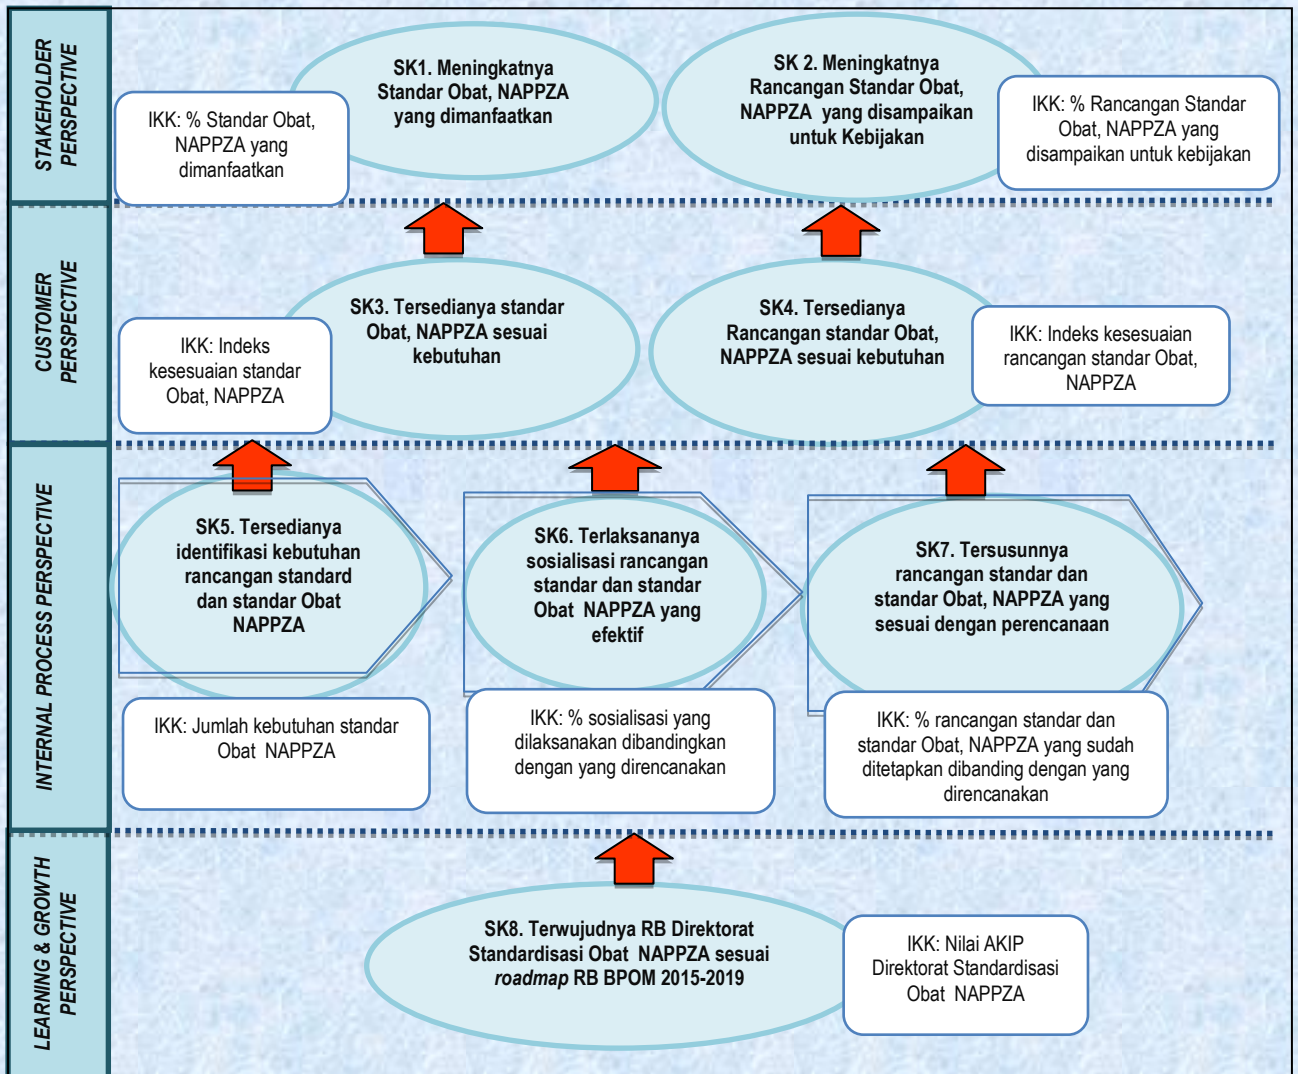 STAKEHOLDER
PERSPECTIVE
SK1. Meningkatnya
Standar Obat, NAPPZA
yang dimanfaatkan
IKK: % Standar Obat,
NAPPZA yang
dimanfaatkan
SK 2. Meningkatnya
Rancangan Standar Obat,
NAPPZA yang disampaikan
untuk Kebijakan
IKK: % Rancangan Standar
Obat, NAPPZA yang
disampaikan untuk kebijakan
CUSTOMER
PERSPECTIVE
SK3. Tersedianya standar
Obat, NAPPZA sesuai
kebutuhan
IKK: Indeks
kesesuaian standar
Obat, NAPPZA
SK4. Tersedianya
Rancangan standar Obat,
NAPPZA sesuai kebutuhan
IKK: Indeks kesesuaian
rancangan standar Obat,
NAPPZA
INTERNAL PROCESS PERSPECTIVE
SK5. Tersedianya
identifikasi kebutuhan
rancangan standard
dan standar Obat
NAPPZA
IKK: Jumlah kebutuhan standar
Obat NAPPZA
SK6. Terlaksananya
sosialisasi rancangan
standar dan standar
Obat NAPPZA yang
efektif
IKK: % sosialisasi yang
dilaksanakan dibandingkan
dengan yang direncanakan
SK7. Tersusunnya
rancangan standar dan
standar Obat, NAPPZA yang
sesuai dengan perencanaan
IKK: % rancangan standar dan
standar Obat, NAPPZA yang sudah
ditetapkan dibanding dengan yang
direncanakan
LEARNING & GROWTH
PERSPECTIVE
SK8. Terwujudnya RB Direktorat
Standardisasi Obat NAPPZA sesuai
roadmap RB BPOM 2015-2019
IKK: Nilai AKIP
Direktorat Standardisasi
Obat NAPPZA